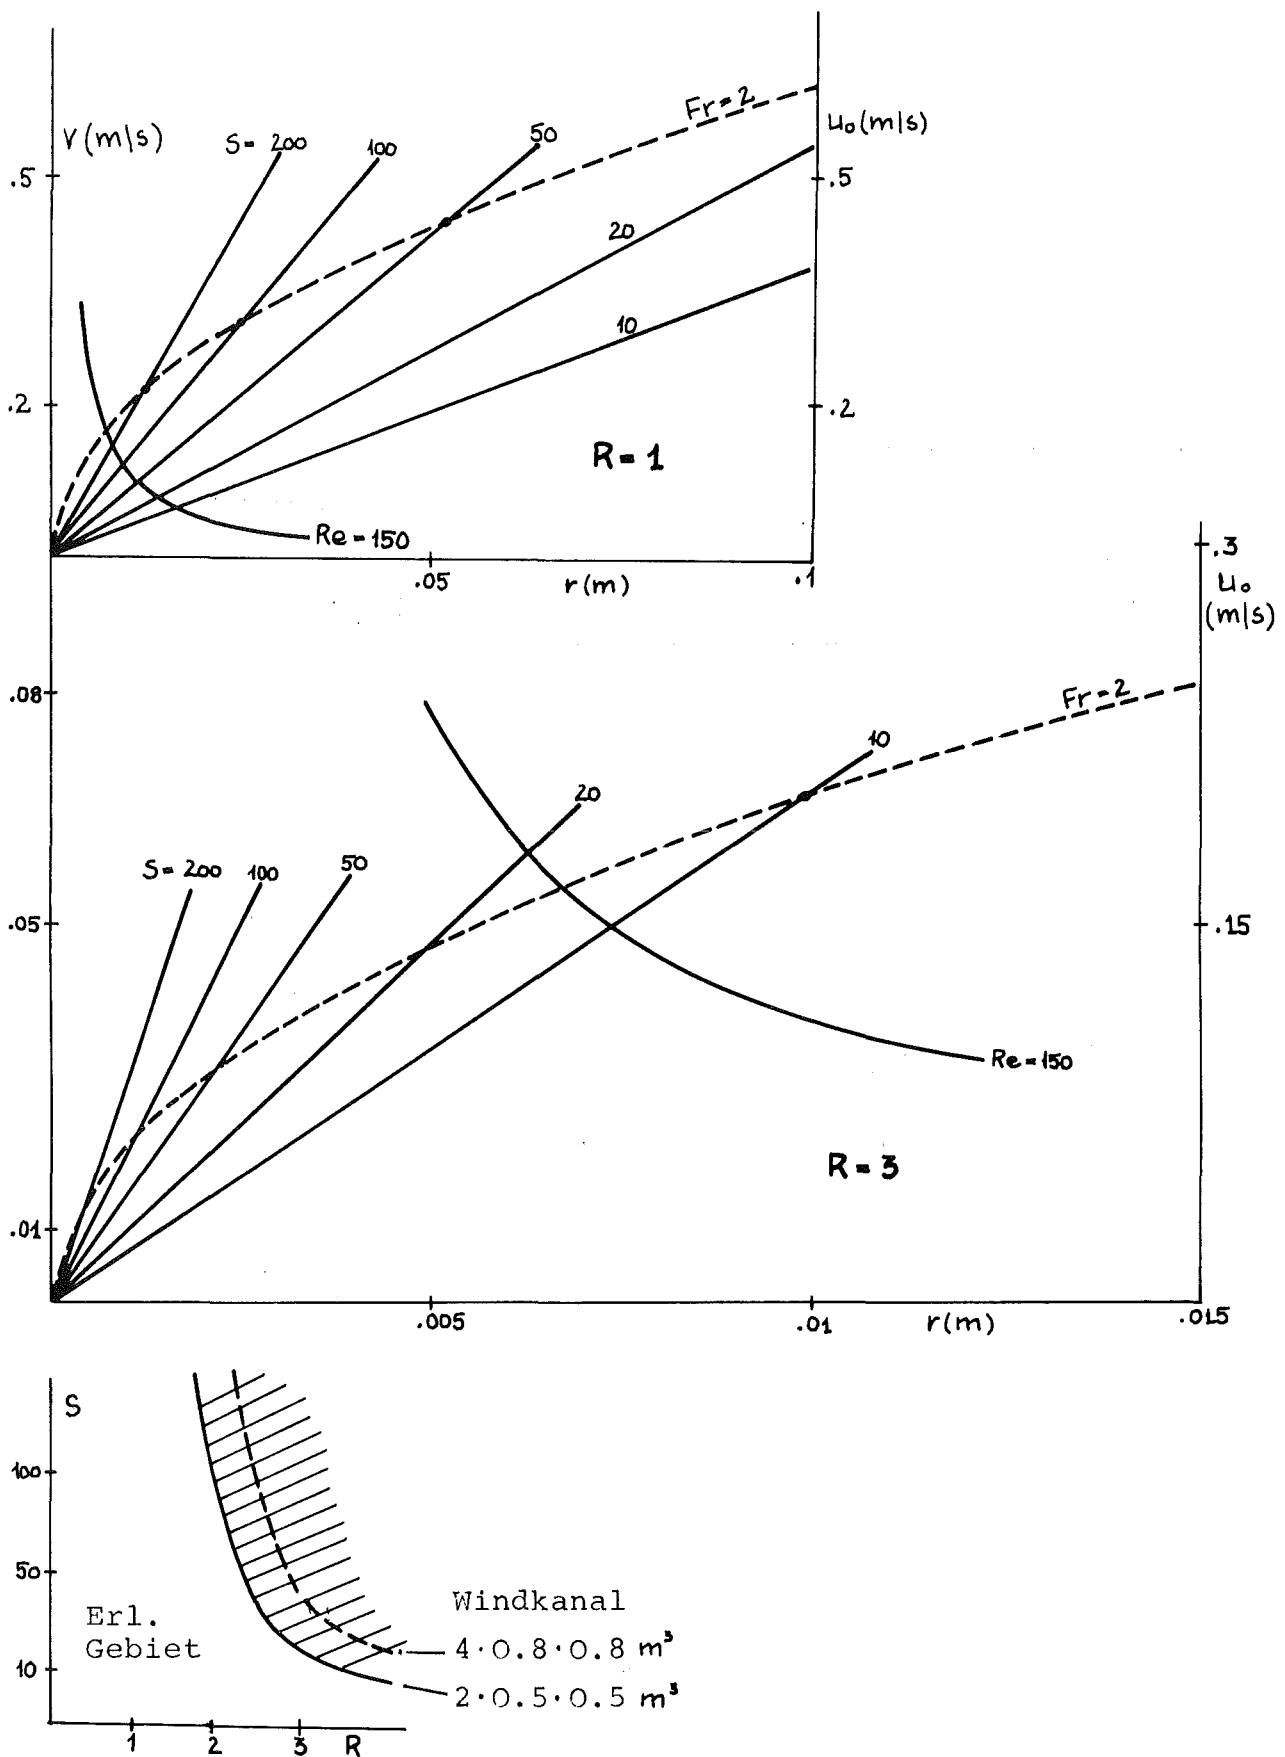 V(m/s)
S = 200
100
50
Fr = 2
u₀(m/s)
.5
.5
20
10
.2
.2
R = 1
Re = 150
.05
r(m)
.1
.3
u₀
(m/s)
.08
Fr = 2
10
20
S = 200
100
50
.05
.15
Re = 150
R = 3
.01
.005
.01
r(m)
.015
S
100
50
10
Erl.
Gebiet
Windkanal
4·0.8·0.8 m³
2·0.5·0.5 m³
1
2
3
R